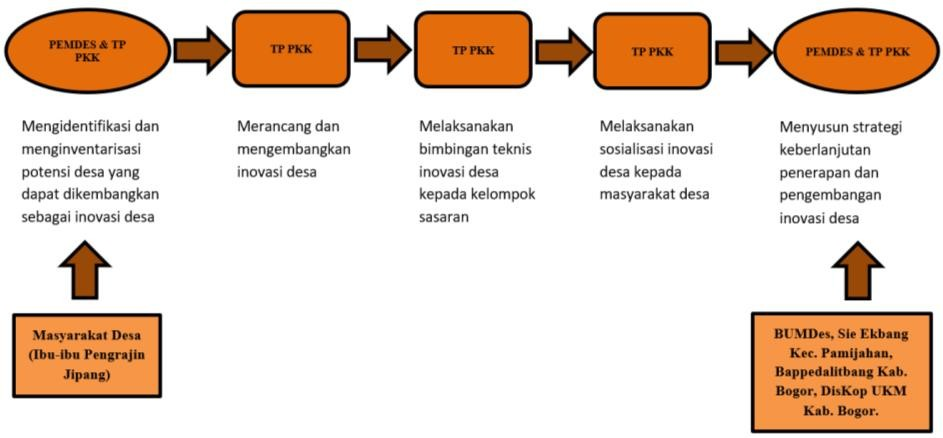 PEMDES & TP
PKK
TP PKK
TP PKK
TP PKK
PEMDES & TP PKK
Mengidentifikasi dan
menginventarisasi
potensi desa yang
dapat dikembangkan
sebagai inovasi desa
Merancang dan
mengembangkan
inovasi desa
Melaksanakan
bimbingan teknis
inovasi desa
kepada kelompok
sasaran
Melaksanakan
sosialisasi inovasi
desa kepada
masyarakat desa
Menyusun strategi
keberlanjutan
penerapan dan
pengembangan
inovasi desa
Masyarakat Desa
(Ibu-ibu Pengrajin
Jipang)
BUMDes, Sie Ekbang
Kec. Pamijahan,
Bappedalitbang Kab.
Bogor, DisKop UKM
Kab. Bogor.